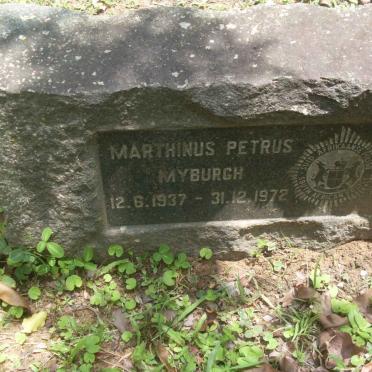 MARTHINUS PETRUS
MYBURGH
12.6.1937 - 31.12.1972